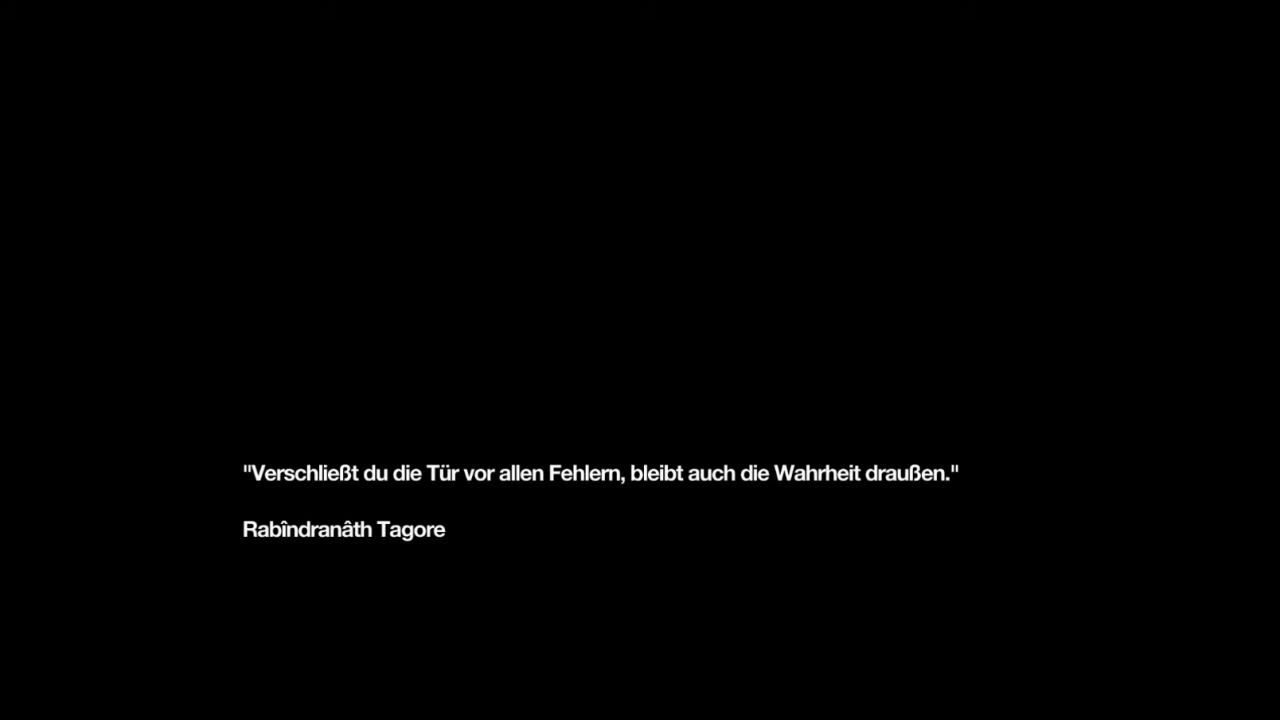 "Verschließt du die Tür vor allen Fehlern, bleibt auch die Wahrheit draußen."
Rabîndranâth Tagore